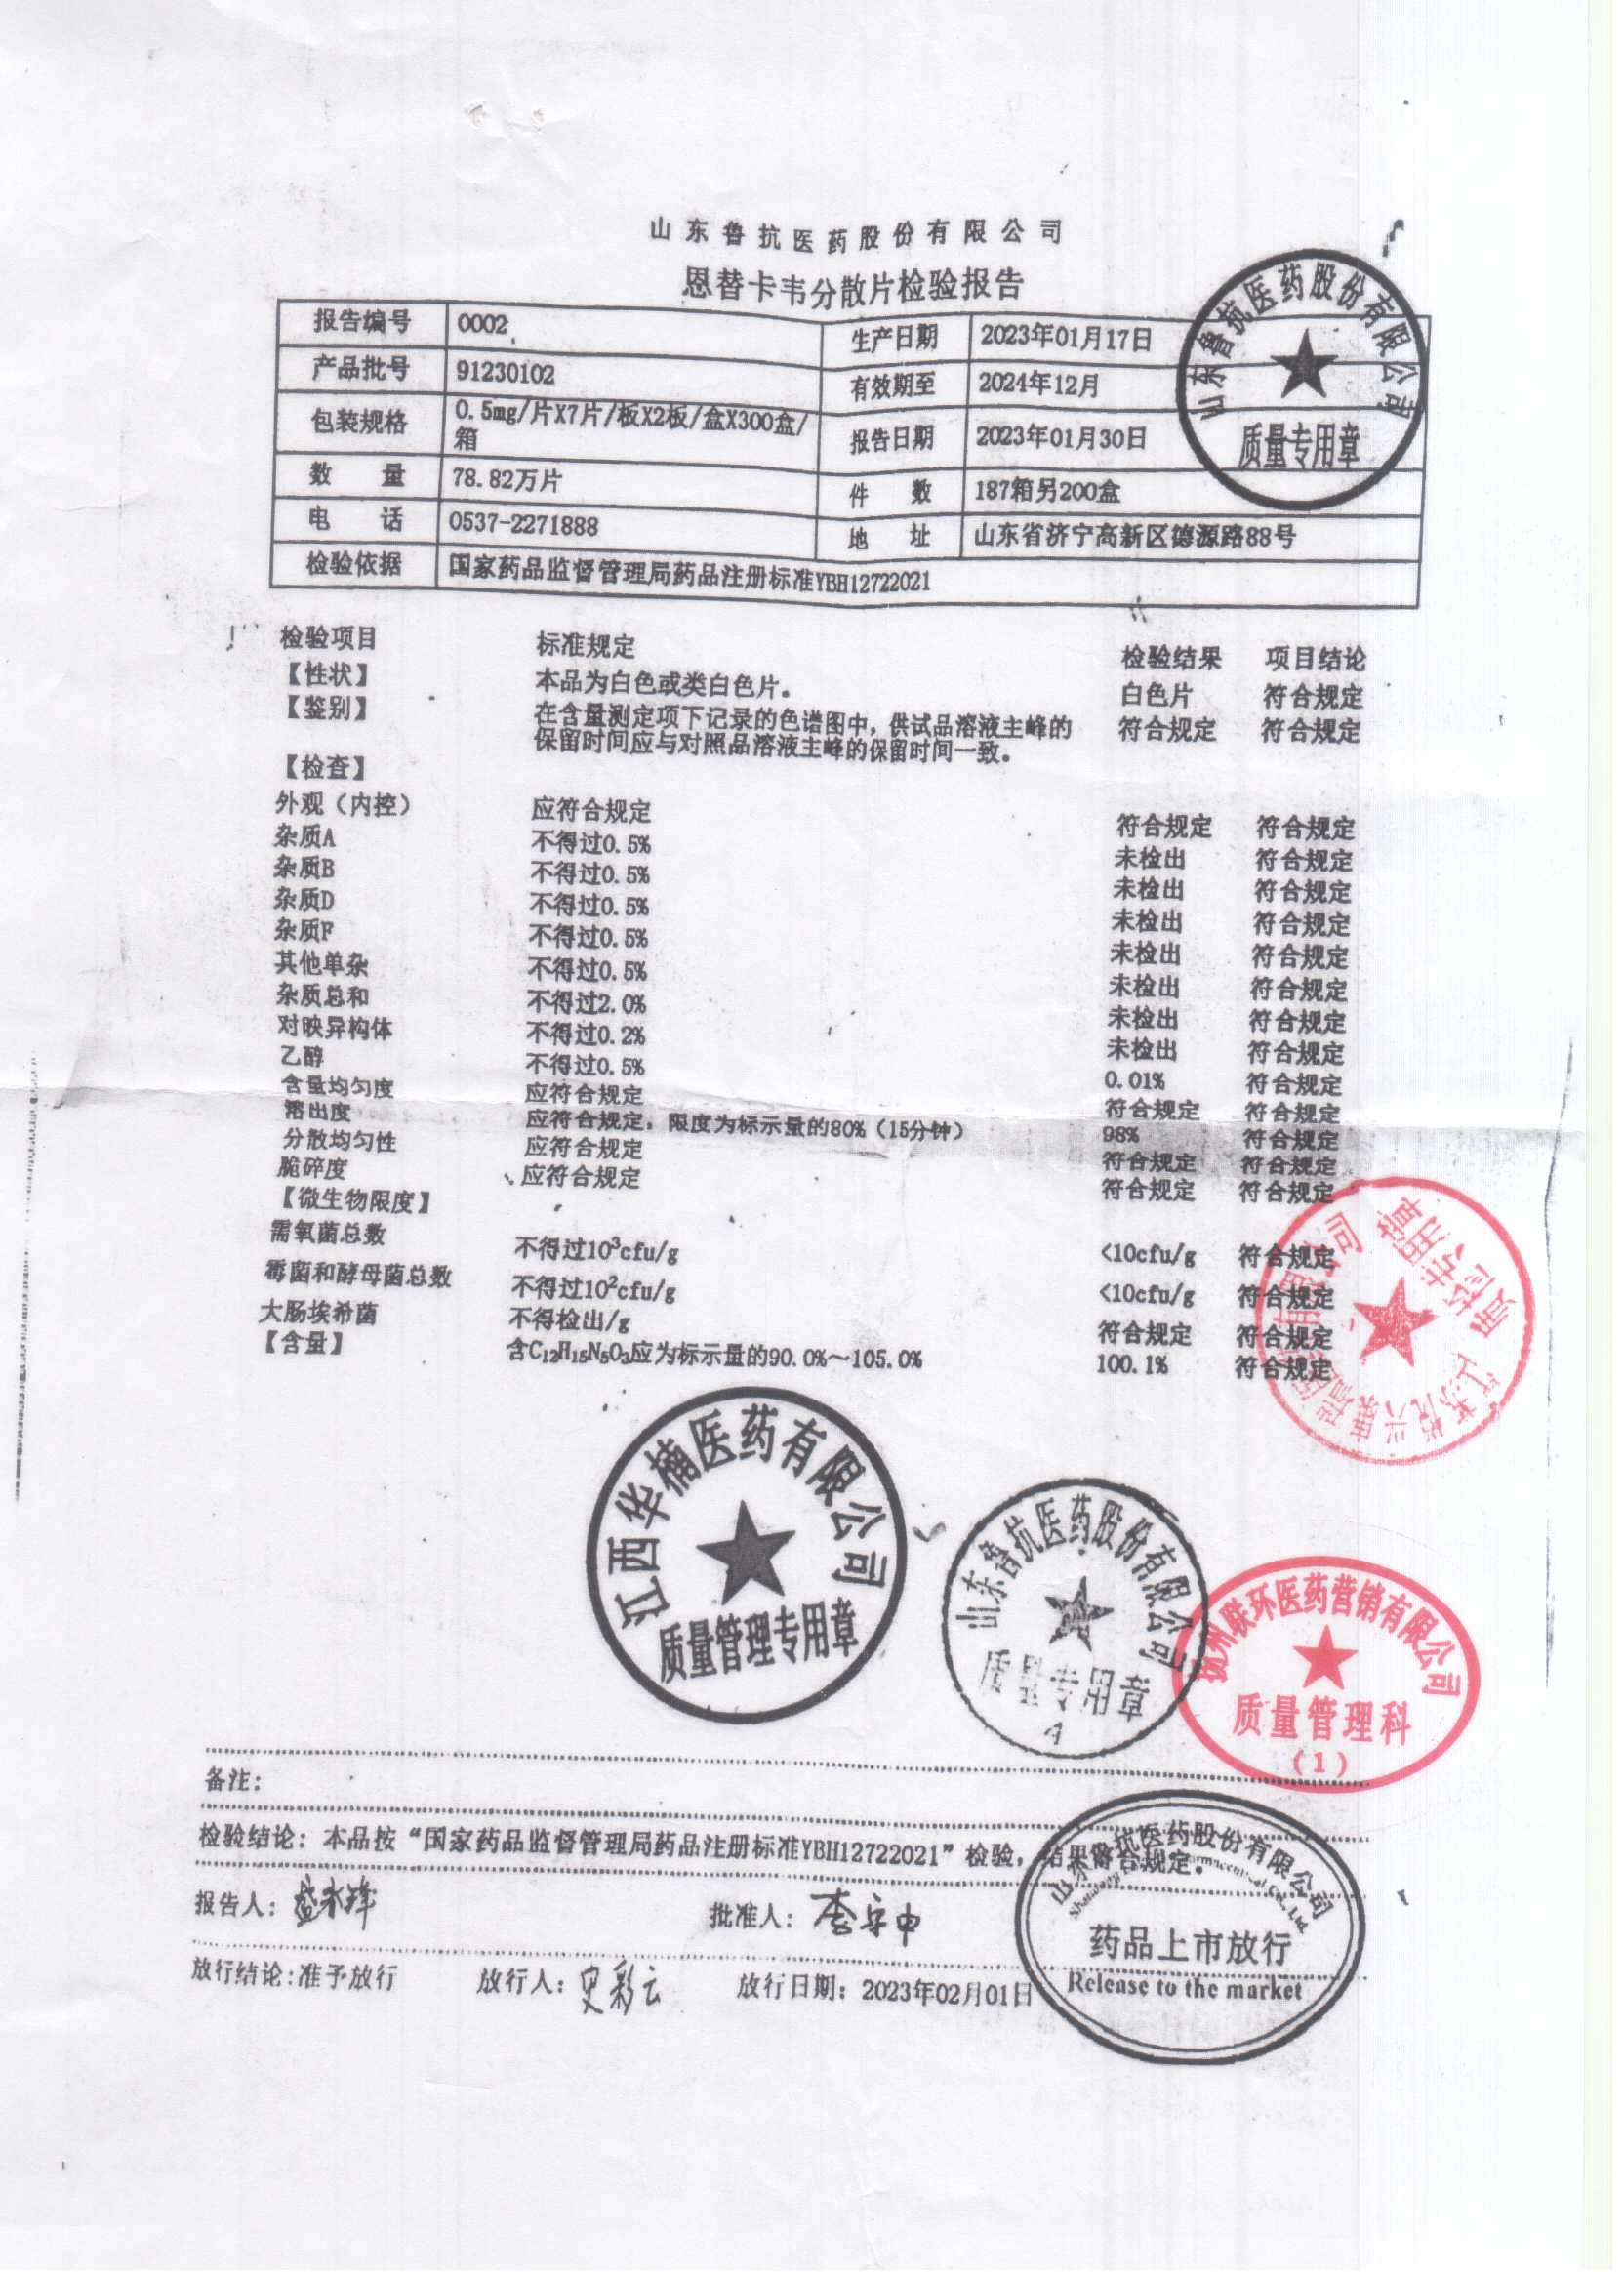 山东鲁抗医药股份有限公司
恩替卡韦分散片检验报告
报告编号 0002 生产日期 2023年01月17日
产品批号 91230102 有效期至 2024年12月
包装规格 0.5mg/片X7片/板X2板/盒X300盒/箱 报告日期 2023年01月30日
数 量 78.82万片 件 数 187箱另200盒
电 话 0537-2271888 地 址 山东省济宁高新区德源路88号
检验依据 国家药品监督管理局药品注册标准YBH12722021
山东鲁抗医药股份有限公司
质量专用章
检验项目 标准规定 检验结果 项目结论
【性状】 本品为白色或类白色片。 白色片 符合规定
【鉴别】 在含量测定项下记录的色谱图中，供试品溶液主峰的 符合规定 符合规定
保留时间应与对照品溶液主峰的保留时间一致。
【检查】
外观（内控） 应符合规定 符合规定 符合规定
杂质A 不得过0.5% 未检出 符合规定
杂质B 不得过0.5% 未检出 符合规定
杂质D 不得过0.5% 未检出 符合规定
杂质F 不得过0.5% 未检出 符合规定
其他单杂 不得过0.5% 未检出 符合规定
杂质总和 不得过2.0% 未检出 符合规定
对映异构体 不得过0.2% 未检出 符合规定
乙醇 不得过0.5% 0.01% 符合规定
含量均匀度 应符合规定 符合规定 符合规定
溶出度 应符合规定，限度为标示量的80%（15分钟） 98% 符合规定
分散均匀性 应符合规定 符合规定 符合规定
脆碎度 应符合规定 符合规定 符合规定
【微生物限度】
需氧菌总数 不得过10³cfu/g <10cfu/g 符合规定
霉菌和酵母菌总数 不得过10²cfu/g <10cfu/g 符合规定
大肠埃希菌 不得检出/g 符合规定 符合规定
【含量】 含C₁₂H₁₅N₅O₃应为标示量的90.0%～105.0% 100.1% 符合规定
江西华楠医药有限公司
质量管理专用章
山东鲁抗医药股份有限公司
质量专用章
扬州联环医药营销有限公司
质量管理科
(1)
备注：
检验结论：本品按“国家药品监督管理局药品注册标准YBH12722021”检验，结果符合规定。
报告人：盛永锋 批准人：李宗中
放行结论：准予放行 放行人：史彩云 放行日期：2023年02月01日
山东鲁抗医药股份有限公司
药品上市放行
Release to the market